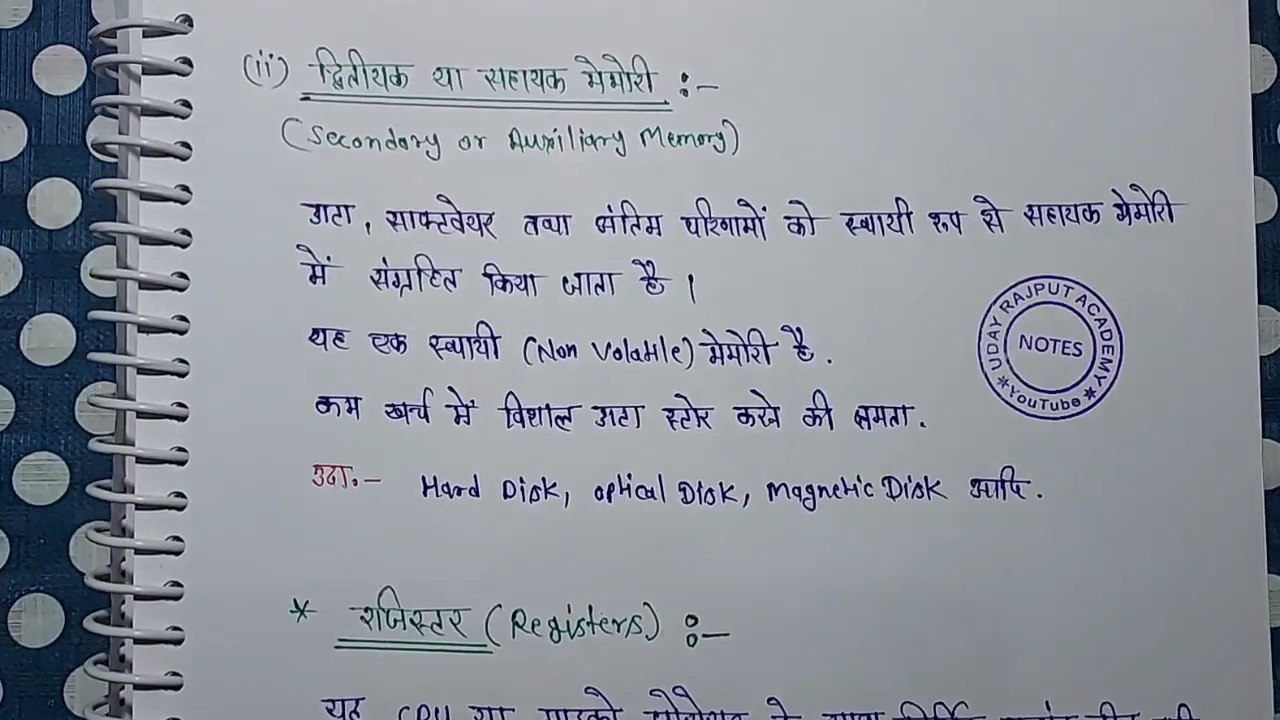 (ii) द्वितीयक या सहायक मेमोरी :-
(Secondary or Auxiliary Memory)
डाटा, साफ्टवेयर तथा अंतिम परिणामों को स्थायी रूप से सहायक मेमोरी
में संग्रहित किया जाता है।
यह एक स्थायी (Non Volatile) मेमोरी है.
कम खर्च में विशाल डाटा स्टोर करने की क्षमता.
उदा.- Hard Disk, optical Disk, Magnetic Disk आदि.
UDAY RAJPUT ACADEMY
NOTES
* YouTube *
* रजिस्टर (Registers) :-
यह CPU या माइक्रो